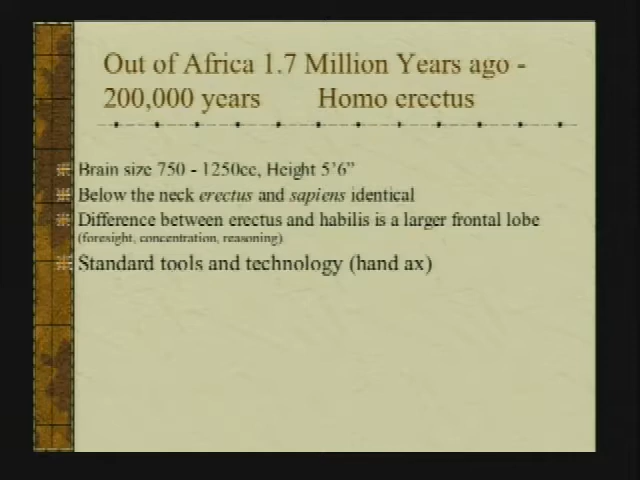 Out of Africa 1.7 Million Years ago -
200,000 years Homo erectus
Brain size 750 - 1250cc, Height 5'6"
Below the neck erectus and sapiens identical
Difference between erectus and habilis is a larger frontal lobe
(foresight, concentration, reasoning)
Standard tools and technology (hand ax)